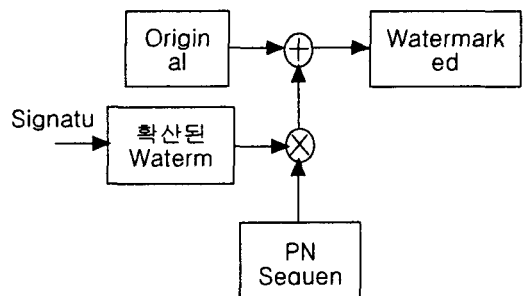 Origin
al
Watermark
ed
Signatu
확산된
Waterm
PN
Sequen